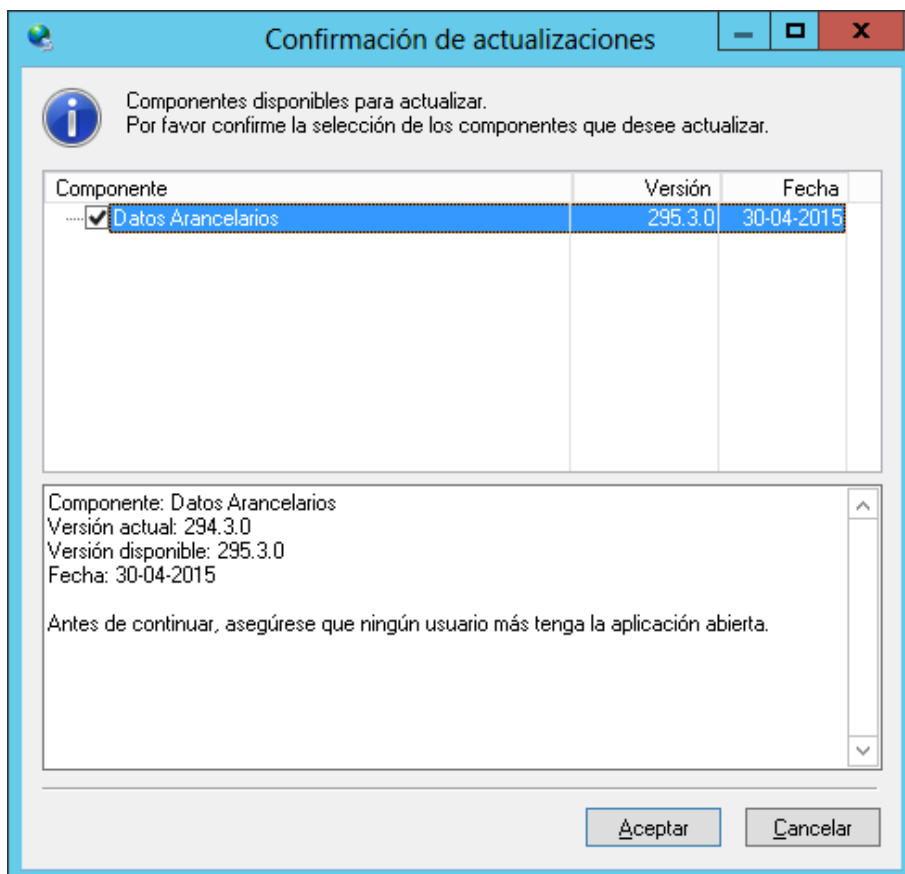 Confirmación de actualizaciones
Componentes disponibles para actualizar.
Por favor confirme la selección de los componentes que desee actualizar.
Componente Versión Fecha
Datos Arancelarios 295.3.0 30-04-2015
Componente: Datos Arancelarios
Versión actual: 294.3.0
Versión disponible: 295.3.0
Fecha: 30-04-2015
Antes de continuar, asegúrese que ningún usuario más tenga la aplicación abierta.
Aceptar Cancelar